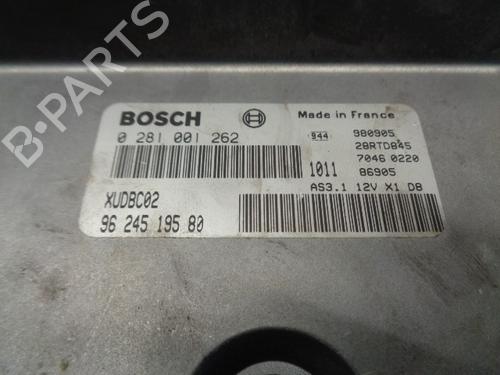 BOSCH
Made in France
0 281 001 262
944 980905
28RTD845
7046 0220
1011 86905
AS3.1 12V X1 D8
XUDBC02
96 245 195 80
B-PARTS